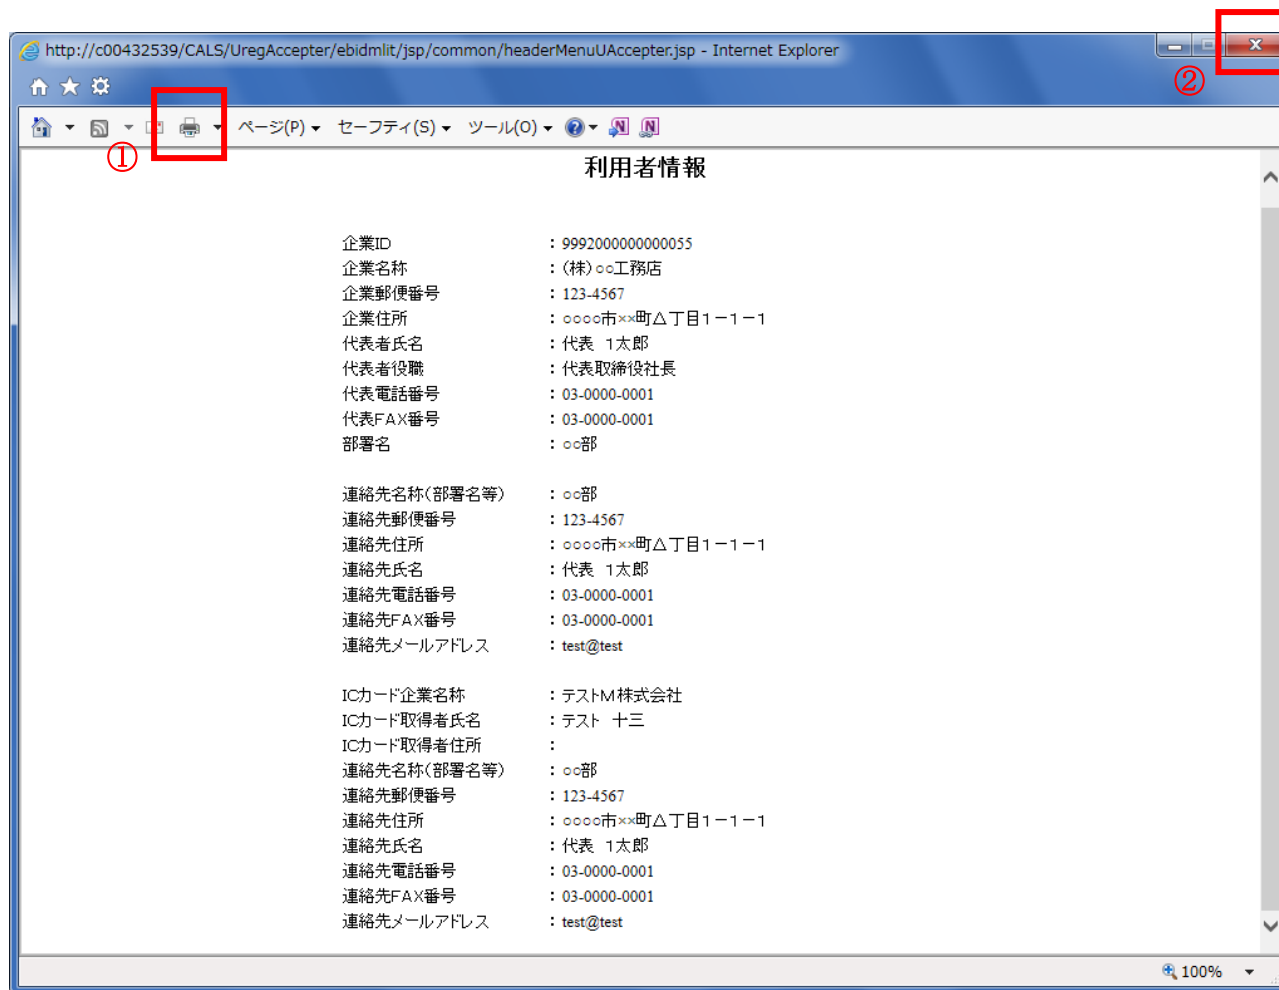 ②
http://c00432539/CALS/UregAccepter/ebidmlit/jsp/common/headerMenuUAccepter.jsp - Internet Explorer
ページ(P) セーフティ(S) ツール(O)
①
利用者情報
企業ID ：9992000000000055
企業名称 ：(株)○○工務店
企業郵便番号 ：123-4567
企業住所 ：○○○○市××町△丁目1－1－1
代表者氏名 ：代表 1太郎
代表者役職 ：代表取締役社長
代表電話番号 ：03-0000-0001
代表FAX番号 ：03-0000-0001
部署名 ：○○部
連絡先名称(部署名等) ：○○部
連絡先郵便番号 ：123-4567
連絡先住所 ：○○○○市××町△丁目1－1－1
連絡先氏名 ：代表 1太郎
連絡先電話番号 ：03-0000-0001
連絡先FAX番号 ：03-0000-0001
連絡先メールアドレス ：test@test
ICカード企業名称 ：テストM株式会社
ICカード取得者氏名 ：テスト 十三
ICカード取得者住所 ：
連絡先名称(部署名等) ：○○部
連絡先郵便番号 ：123-4567
連絡先住所 ：○○○○市××町△丁目1－1－1
連絡先氏名 ：代表 1太郎
連絡先電話番号 ：03-0000-0001
連絡先FAX番号 ：03-0000-0001
連絡先メールアドレス ：test@test
100%